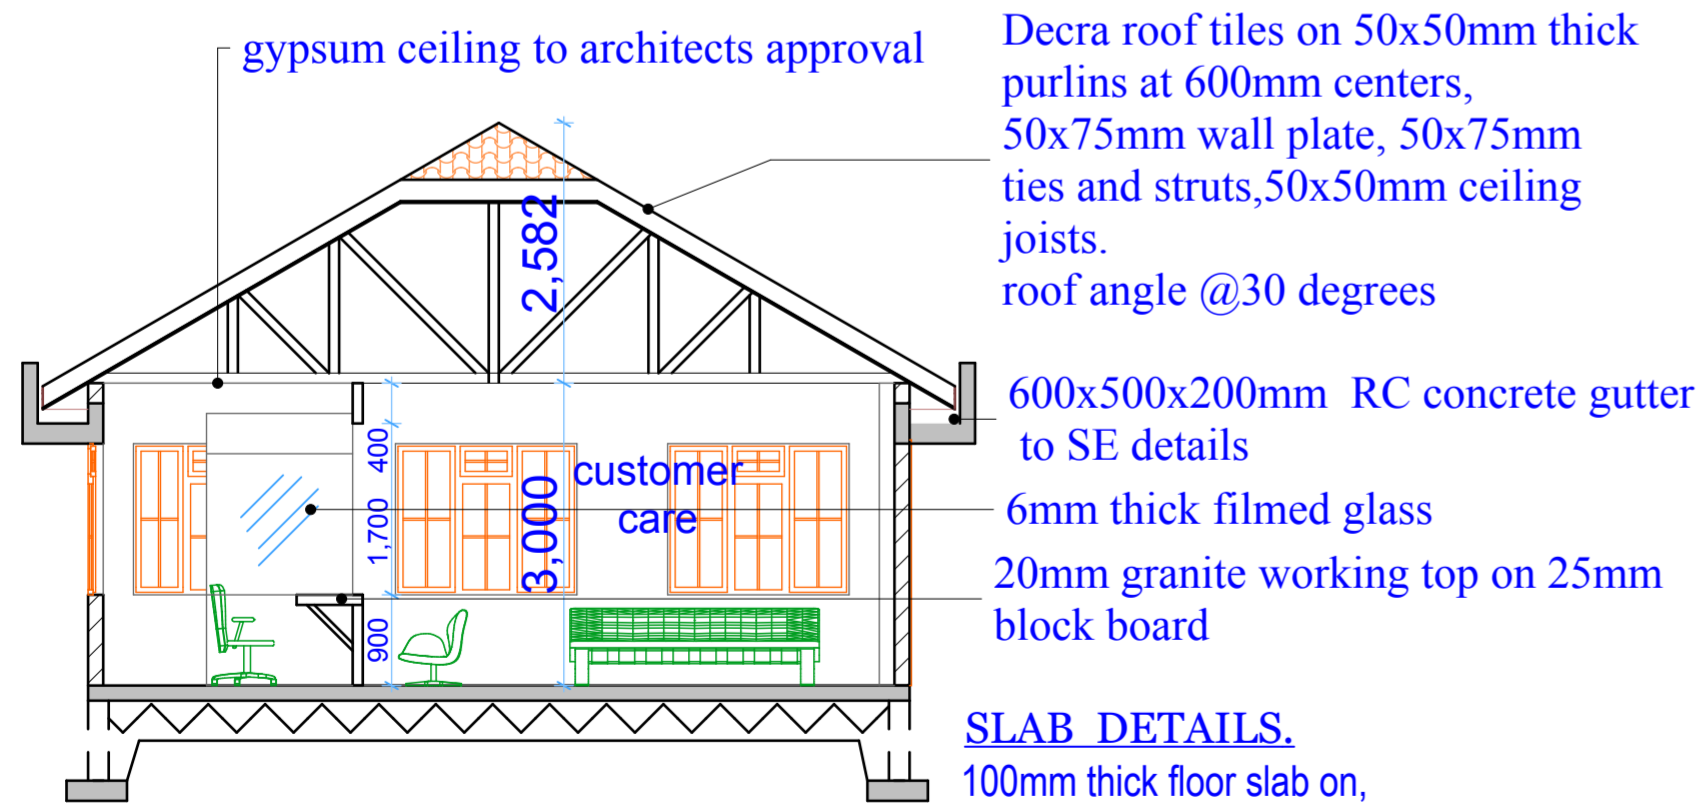 gypsum ceiling to architects approval
Decra roof tiles on 50x50mm thick
purlins at 600mm centers,
50x75mm wall plate, 50x75mm
ties and struts,50x50mm ceiling
joists.
roof angle @30 degrees
2,582
600x500x200mm RC concrete gutter
to SE details
400
customer
care
1,700
3,000
6mm thick filmed glass
20mm granite working top on 25mm
block board
900
SLAB DETAILS.
100mm thick floor slab on,